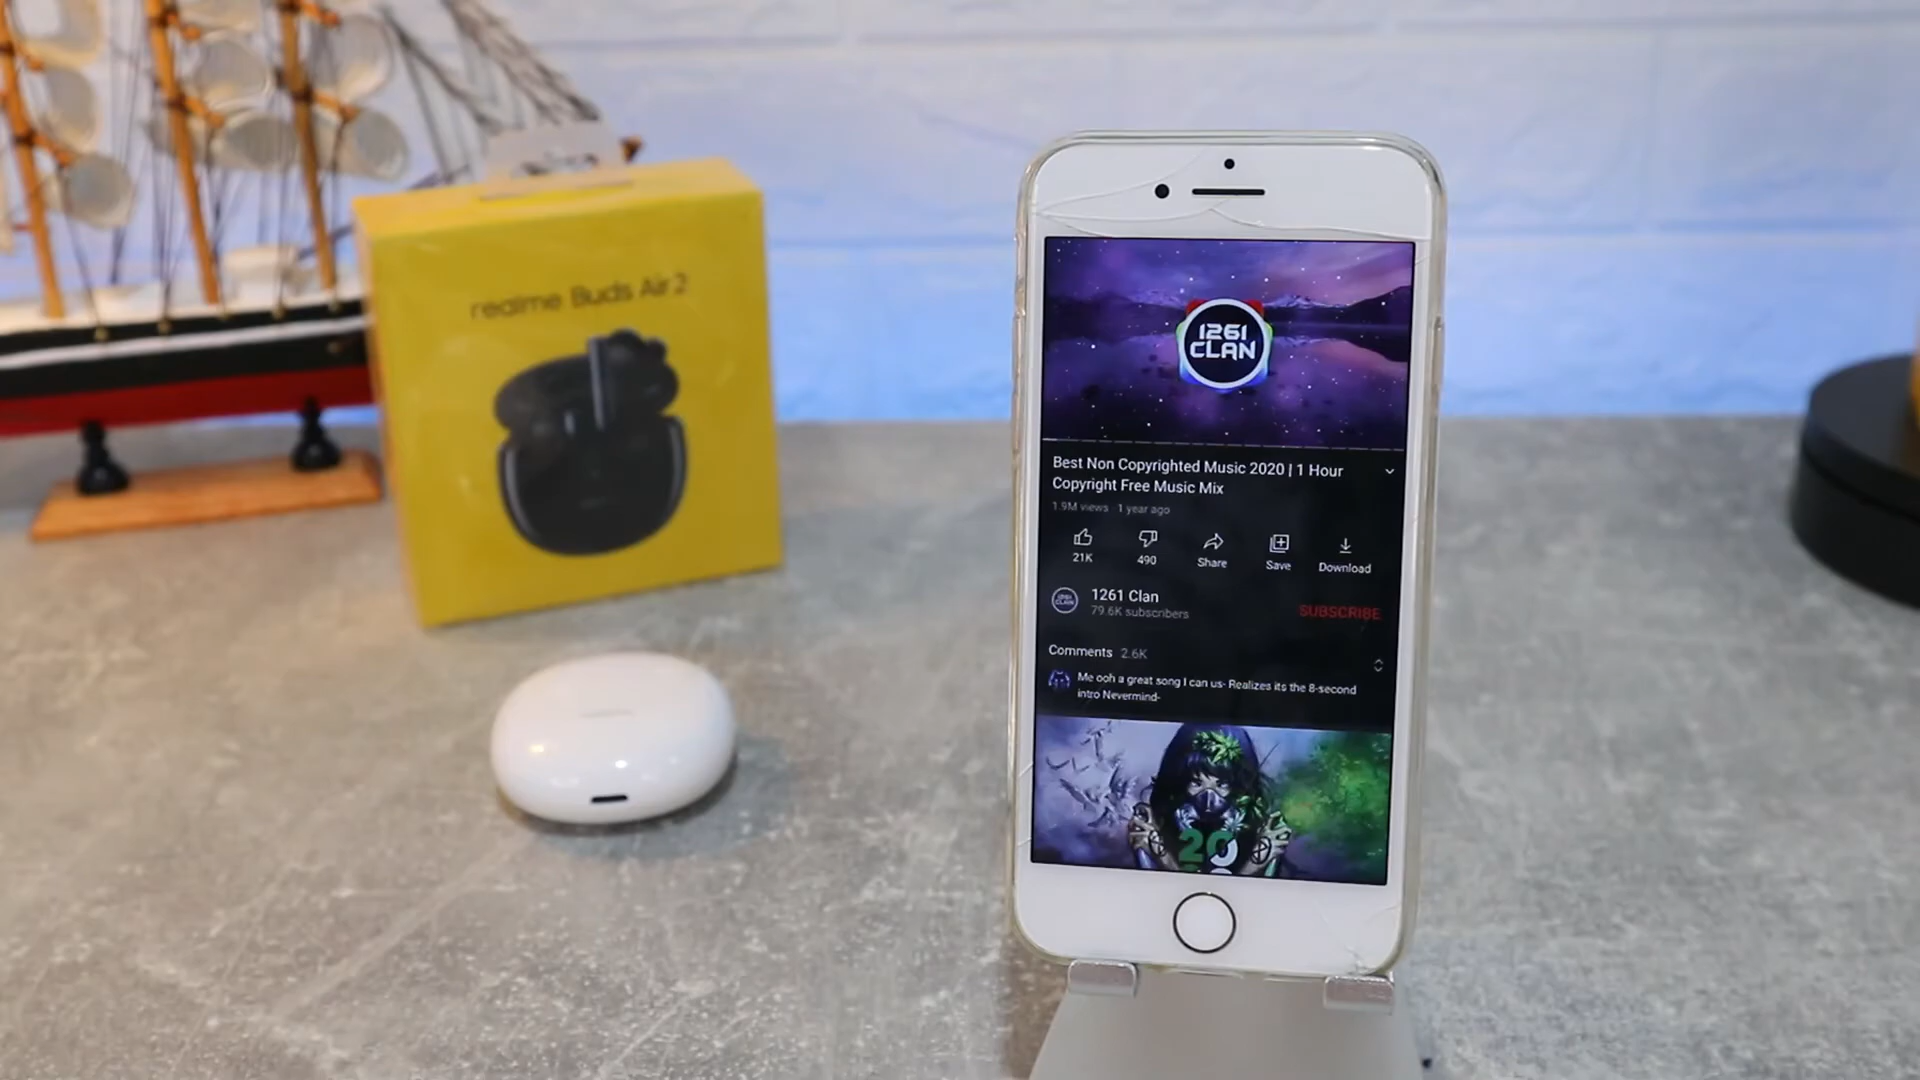 realme Buds Air 2
1261
CLAN
Best Non Copyrighted Music 2020 | 1 Hour
Copyright Free Music Mix
1.9M views · 1 year ago
21K
490
Share
Save
Download
1261 Clan
79.6K subscribers
SUBSCRIBE
Comments 2.6K
Me ooh a great song I can us- Realizes its the 8-second
intro Nevermind-
20